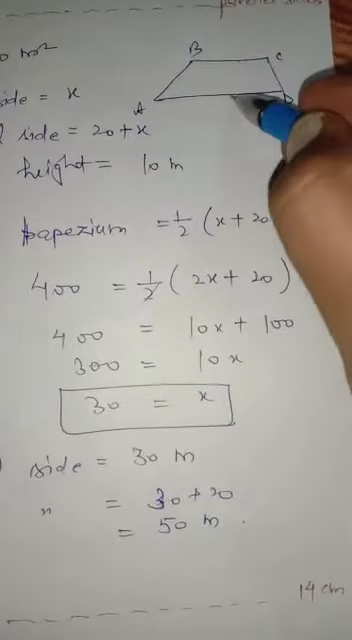 parallel sides
0 m²
B
C
side = x
A
side = 20+x
height = 10 m
trapezium = 1/2 (x + 20
400 = 1/2 ( 2x + 20 )
400 = 10x + 100
300 = 10x
30 = x
side = 30 m
" = 30 + 20
= 50 m .
14 cm